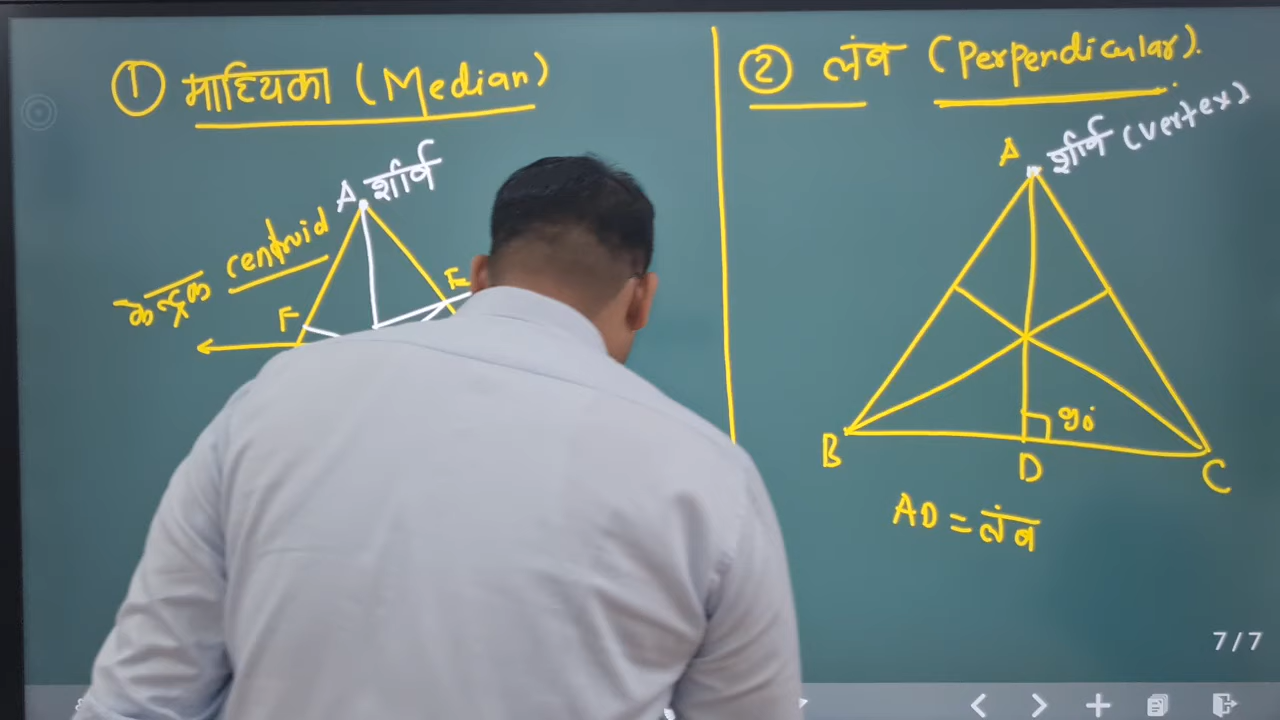 ① माध्यिका (Median)
A शीर्ष
केन्द्रक centroid
F
E
② लंब (Perpendicular).
A शीर्ष (vertex)
B
90°
D
C
AD = लंब
7/7